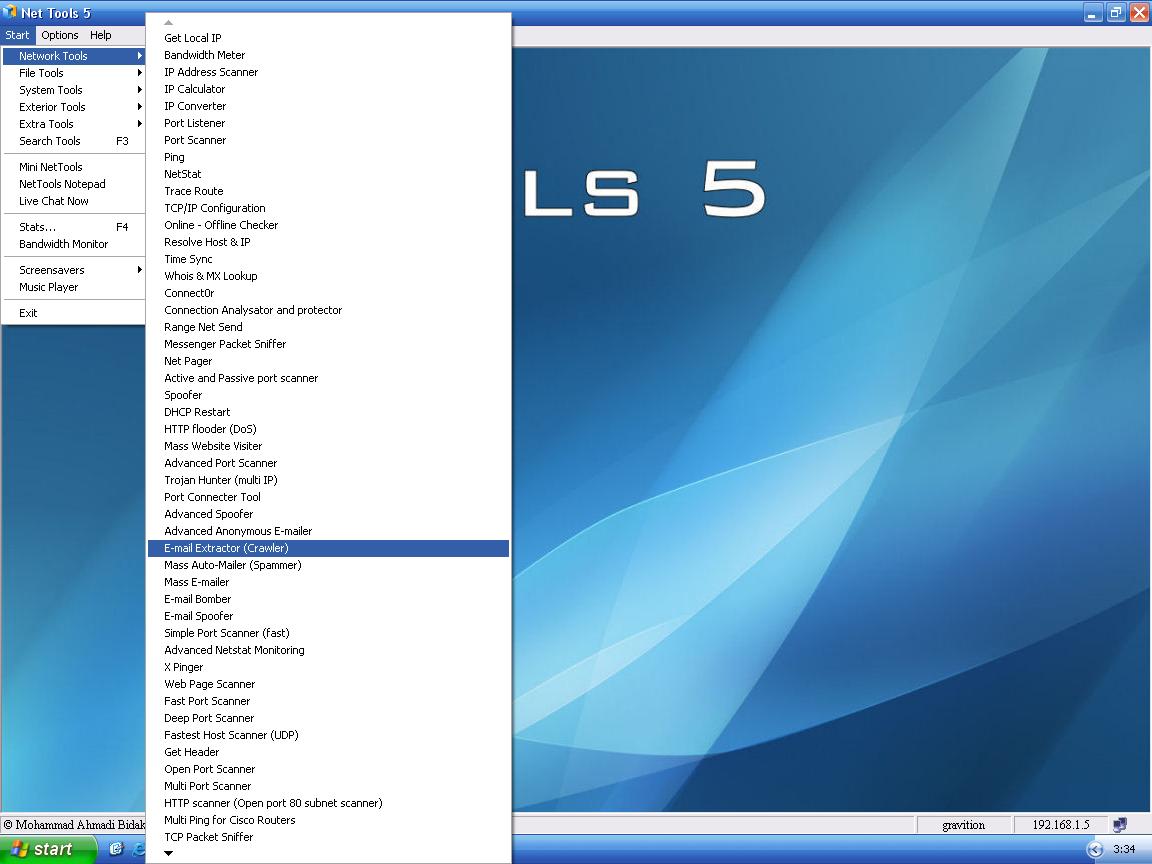 Net Tools 5
Start Options Help
Network Tools
File Tools
System Tools
Exterior Tools
Extra Tools
Search Tools F3
Mini NetTools
NetTools Notepad
Live Chat Now
Stats... F4
Bandwidth Monitor
Screensavers
Music Player
Exit
Get Local IP
Bandwidth Meter
IP Address Scanner
IP Calculator
IP Converter
Port Listener
Port Scanner
Ping
NetStat
Trace Route
TCP/IP Configuration
Online - Offline Checker
Resolve Host & IP
Time Sync
Whois & MX Lookup
Connect0r
Connection Analysator and protector
Range Net Send
Messenger Packet Sniffer
Net Pager
Active and Passive port scanner
Spoofer
DHCP Restart
HTTP flooder (DoS)
Mass Website Visiter
Advanced Port Scanner
Trojan Hunter (multi IP)
Port Connecter Tool
Advanced Spoofer
Advanced Anonymous E-mailer
E-mail Extractor (Crawler)
Mass Auto-Mailer (Spammer)
Mass E-mailer
E-mail Bomber
E-mail Spoofer
Simple Port Scanner (fast)
Advanced Netstat Monitoring
X Pinger
Web Page Scanner
Fast Port Scanner
Deep Port Scanner
Fastest Host Scanner (UDP)
Get Header
Open Port Scanner
Multi Port Scanner
HTTP scanner (Open port 80 subnet scanner)
Multi Ping for Cisco Routers
TCP Packet Sniffer
LS 5
© Mohammad Ahmadi Bidak
gravition
192.168.1.5
start
3:34